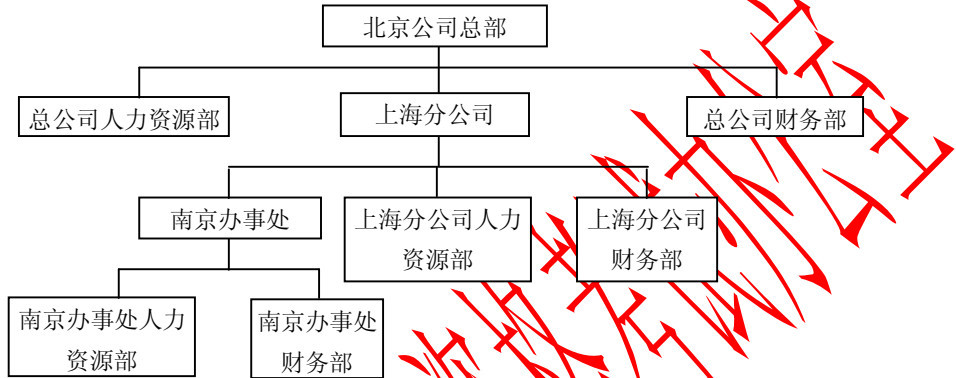 北京公司总部
总公司人力资源部
上海分公司
总公司财务部
南京办事处
上海分公司人力
资源部
上海分公司
财务部
南京办事处人力
资源部
南京办事处
财务部